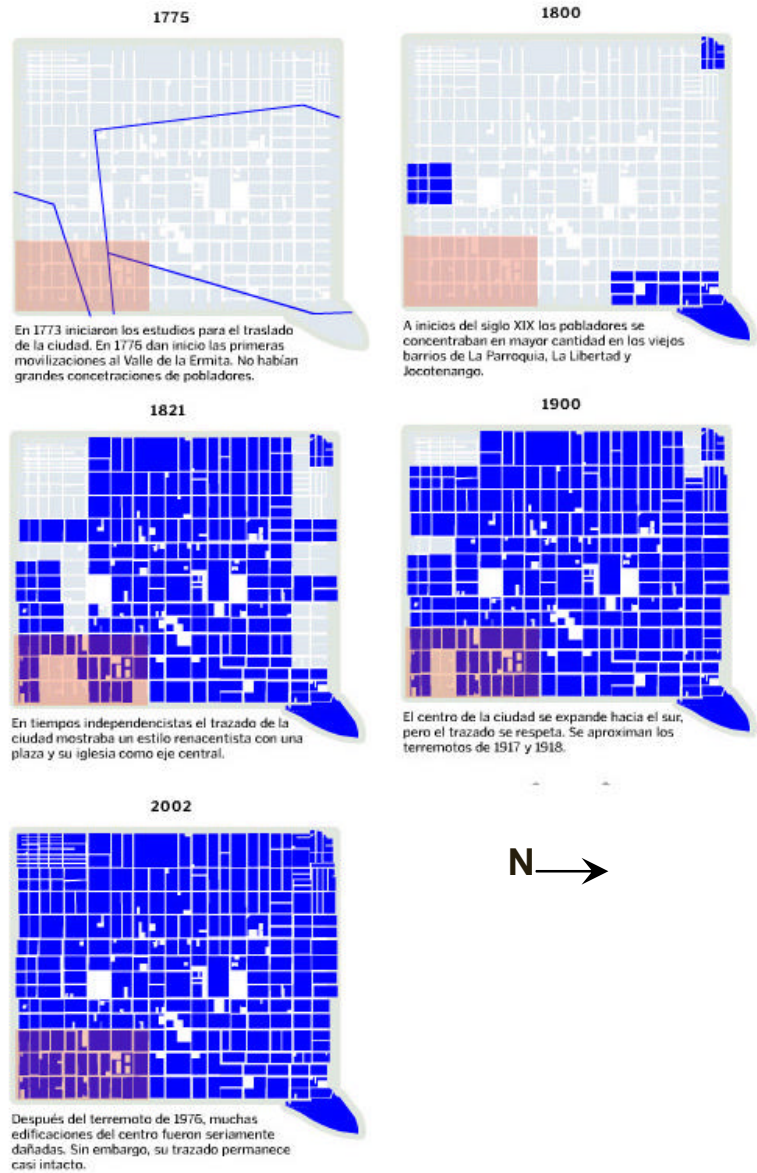 1775
En 1773 iniciaron los estudios para el traslado
de la ciudad. En 1776 dan inicio las primeras
movilizaciones al Valle de la Ermita. No habían
grandes concetraciones de pobladores.
1800
A inicios del siglo XIX los pobladores se
concentraban en mayor cantidad en los viejos
barrios de La Parroquia, La Libertad y
Jocotenango.
1821
En tiempos independencistas el trazado de la
ciudad mostraba un estilo renacentista con una
plaza y su iglesia como eje central.
1900
El centro de la ciudad se expande hacia el sur,
pero el trazado se respeta. Se aproximan los
terremotos de 1917 y 1918.
2002
Después del terremoto de 1976, muchas
edificaciones del centro fueron seriamente
dañadas. Sin embargo, su trazado permanece
casi intacto.
N